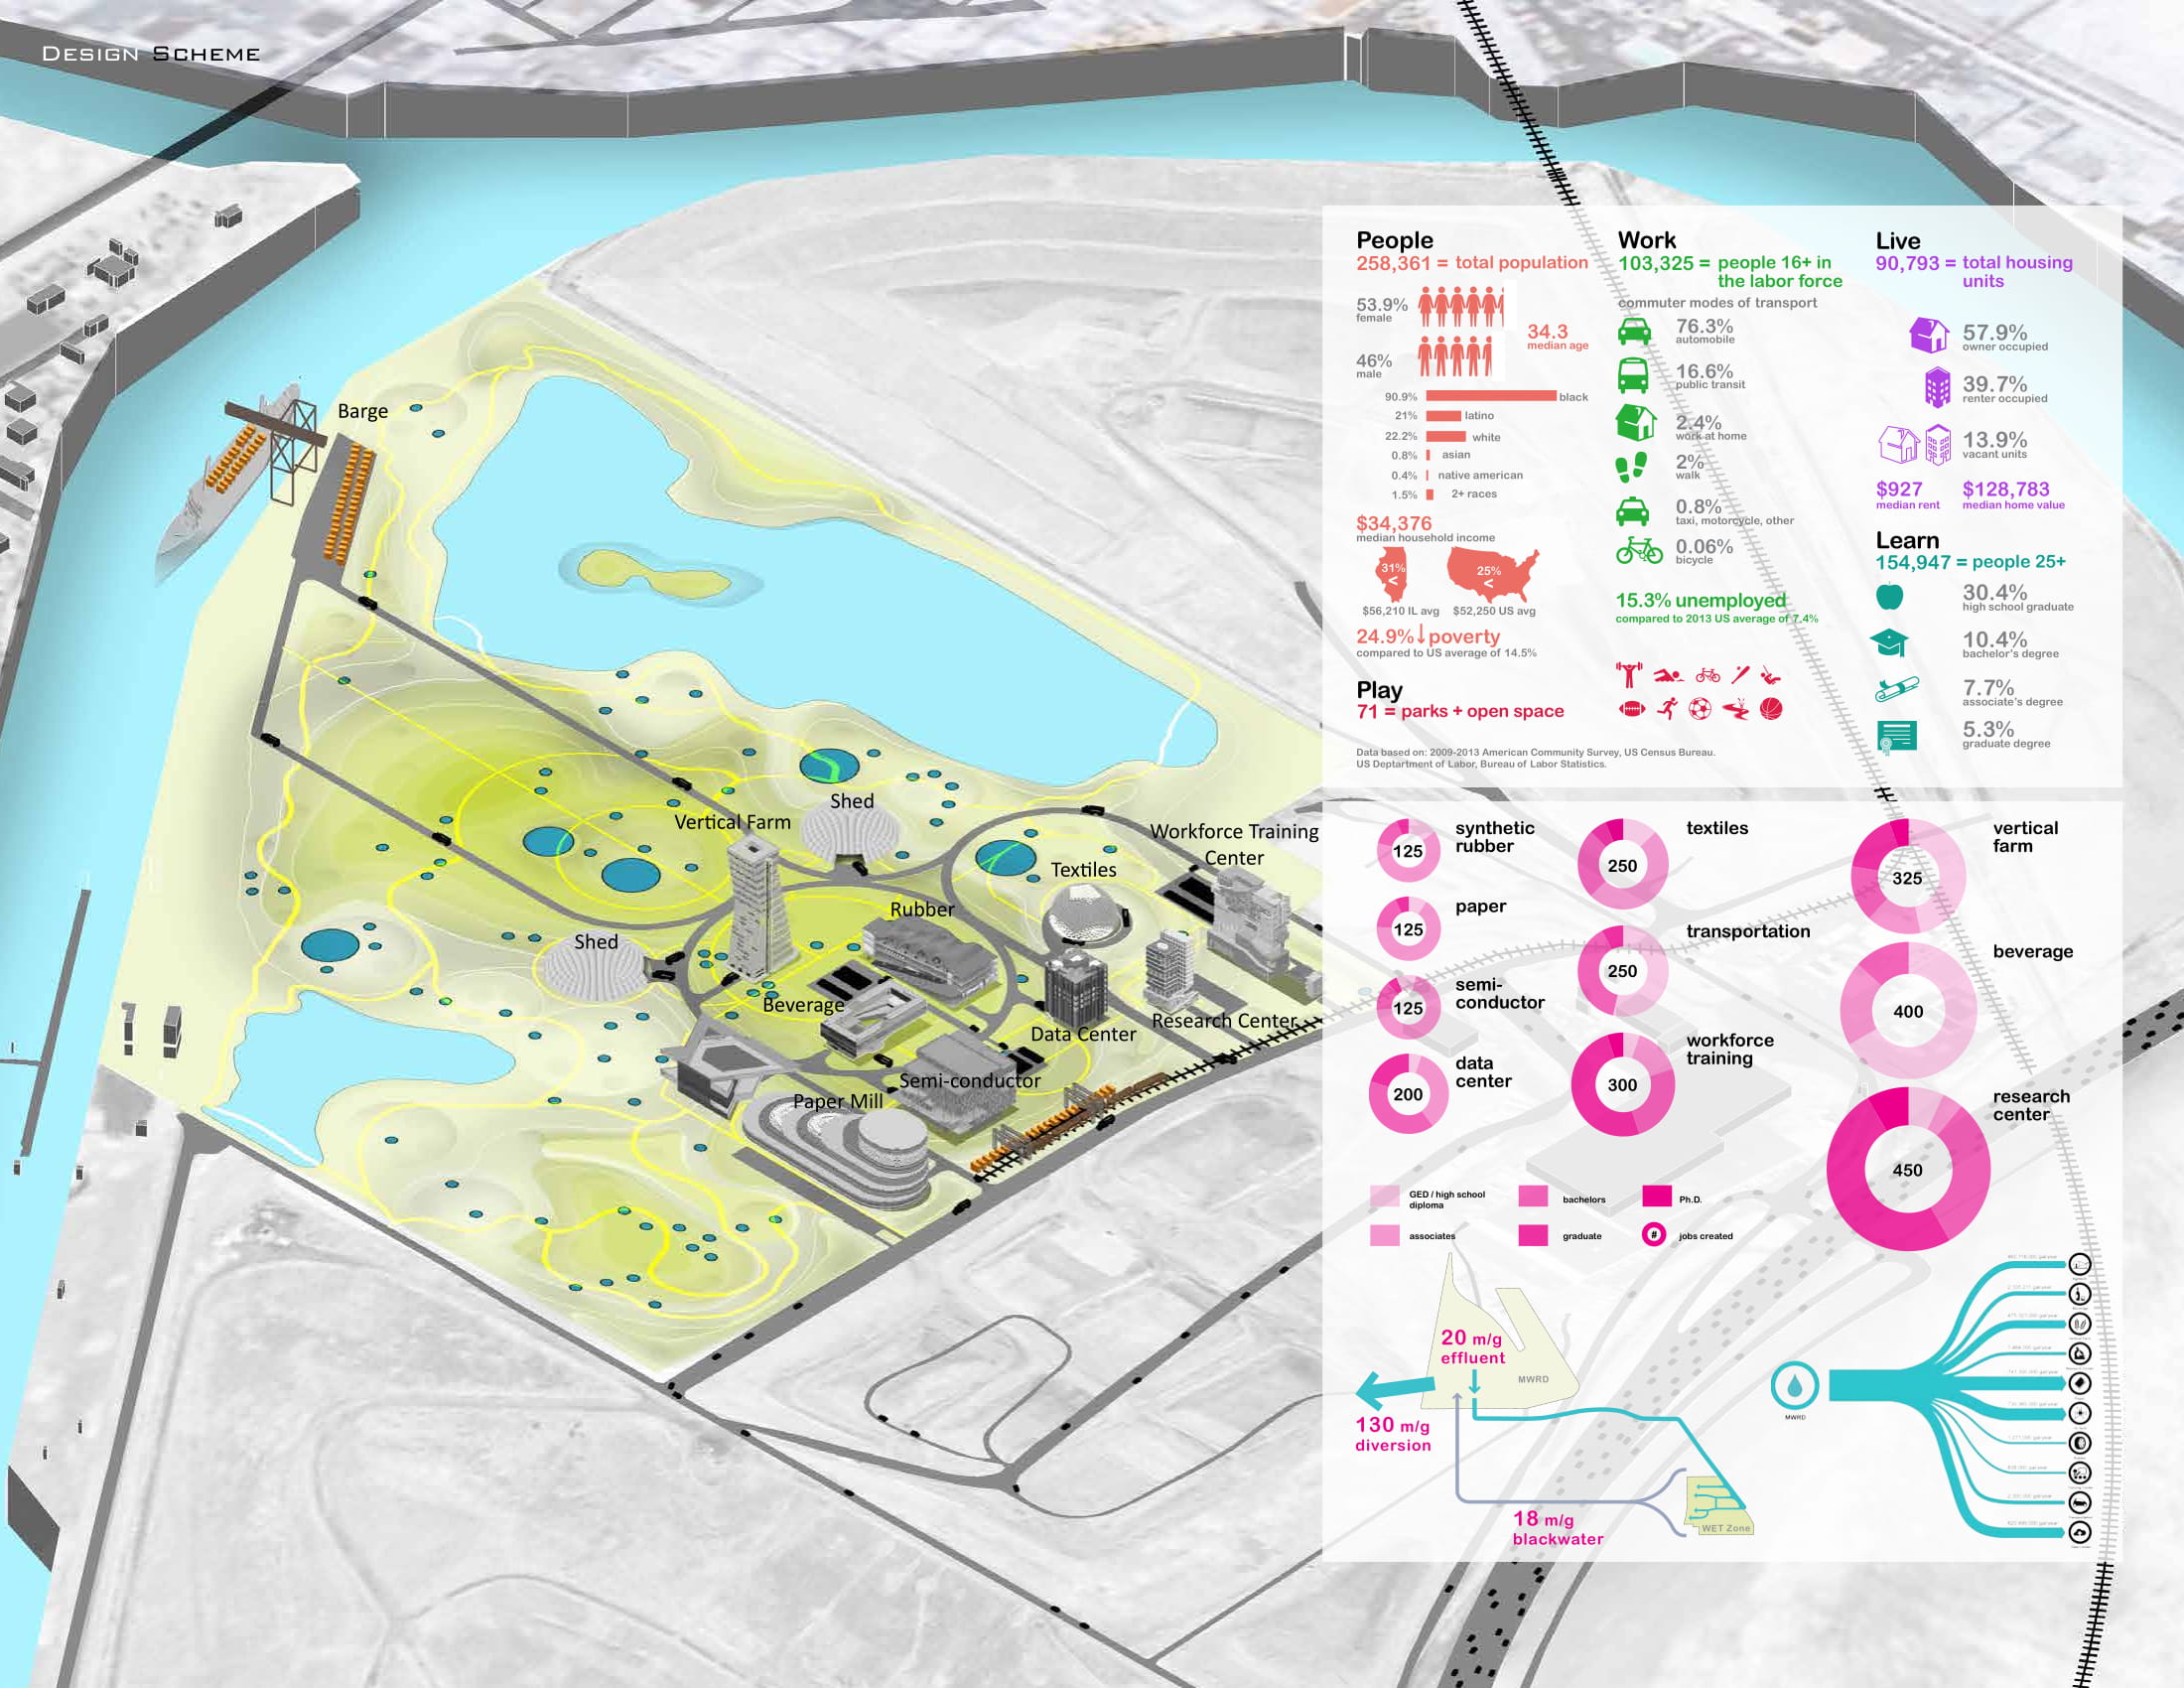 DESIGN SCHEME
Barge
Shed
Vertical Farm
Workforce Training
Center
Textiles
Rubber
Shed
Beverage
Research Center
Data Center
Semi-conductor
Paper Mill
People
258,361 = total population
53.9%
female
34.3
median age
46%
male
90.9% black
21% latino
22.2% white
0.8% asian
0.4% native american
1.5% 2+ races
$34,376
median household income
31%
<
25%
<
$56,210 IL avg $52,250 US avg
24.9% poverty
compared to US average of 14.5%
Play
71 = parks + open space
Data based on: 2009-2013 American Community Survey, US Census Bureau.
US Deptartment of Labor, Bureau of Labor Statistics.
Work
103,325 = people 16+ in
the labor force
commuter modes of transport
76.3%
automobile
16.6%
public transit
2.4%
work at home
2%
walk
0.8%
taxi, motorcycle, other
0.06%
bicycle
15.3% unemployed
compared to 2013 US average of 7.4%
Live
90,793 = total housing
units
57.9%
owner occupied
39.7%
renter occupied
13.9%
vacant units
$927
median rent
$128,783
median home value
Learn
154,947 = people 25+
30.4%
high school graduate
10.4%
bachelor's degree
7.7%
associate's degree
5.3%
graduate degree
125
synthetic
rubber
125
paper
125
semi-
conductor
200
data
center
250
textiles
250
transportation
300
workforce
training
325
vertical
farm
400
beverage
450
research
center
GED / high school
diploma
bachelors
Ph.D.
associates
graduate
# jobs created
20 m/g
effluent
MWRD
130 m/g
diversion
18 m/g
blackwater
WET Zone
MWRD